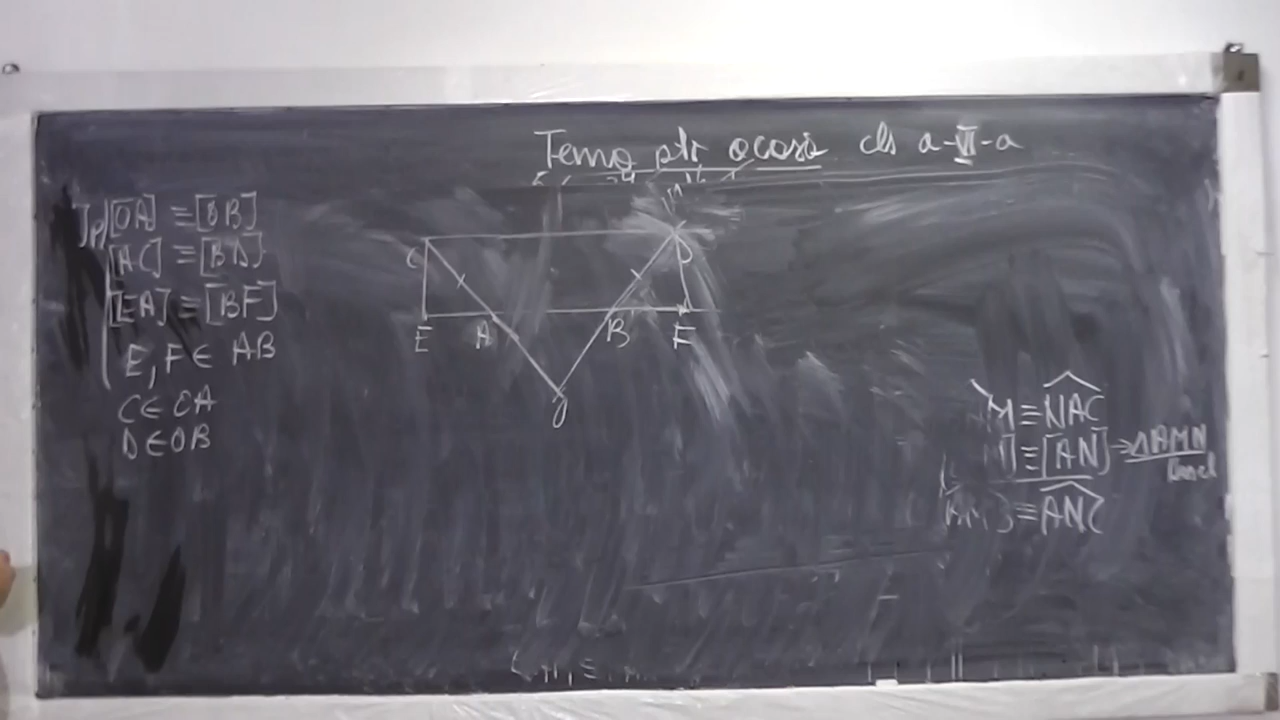 Temă ptr acasă cls a-VI-a
Ip [OA] ≡ [OB]
[AC] ≡ [BD]
[EA] ≡ [BF]
E, F ∈ AB
C ∈ OA
D ∈ OB
C
D
E
A
B
F
O
M ≡ NAC
] ≡ [AN] → ΔAMN
≡ ANC